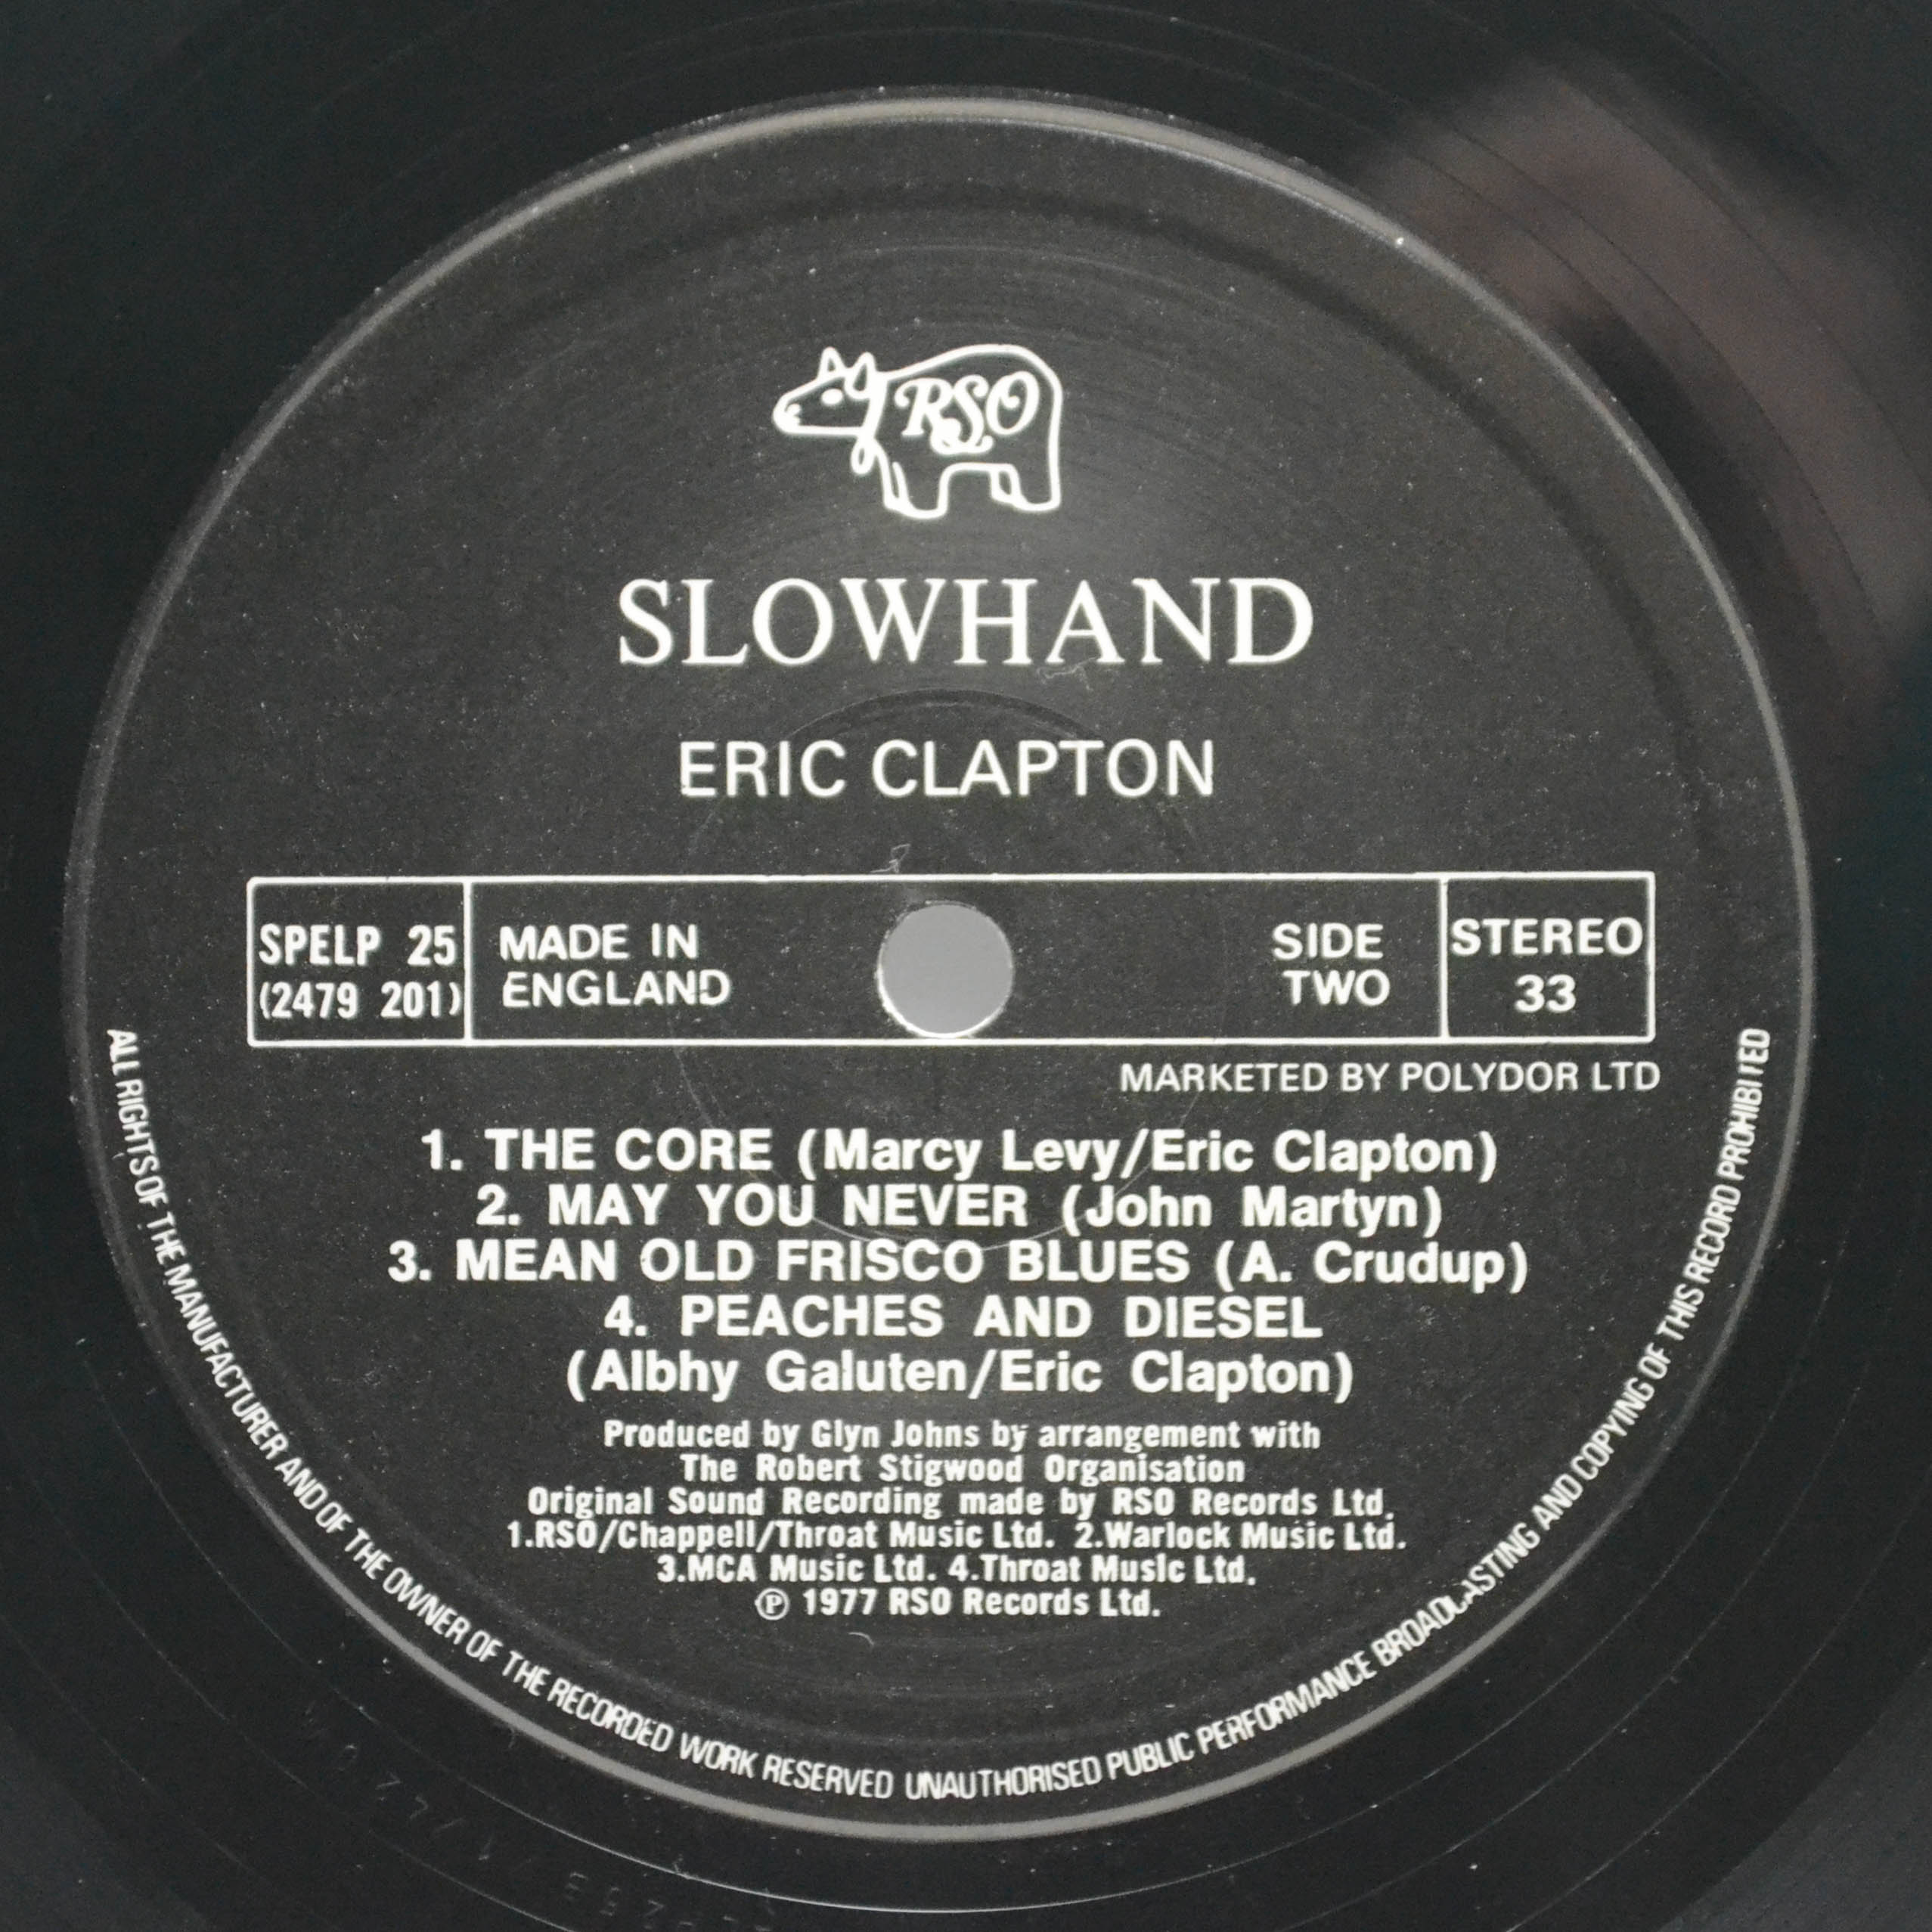 RSO
SLOWHAND
ERIC CLAPTON
SPELP 25
(2479 201)
MADE IN
ENGLAND
SIDE
TWO
STEREO
33
MARKETED BY POLYDOR LTD
1. THE CORE (Marcy Levy/Eric Clapton)
2. MAY YOU NEVER (John Martyn)
3. MEAN OLD FRISCO BLUES (A. Crudup)
4. PEACHES AND DIESEL
(Albhy Galuten/Eric Clapton)
Produced by Glyn Johns by arrangement with
The Robert Stigwood Organisation
Original Sound Recording made by RSO Records Ltd.
1.RSO/Chappell/Throat Music Ltd. 2.Warlock Music Ltd.
3.MCA Music Ltd. 4.Throat Music Ltd.
Ⓟ 1977 RSO Records Ltd.
ALL RIGHTS OF THE MANUFACTURER AND OF THE OWNER OF THE RECORDED WORK RESERVED UNAUTHORISED PUBLIC PERFORMANCE BROADCASTING AND COPYING OF THIS RECORD PROHIBITED